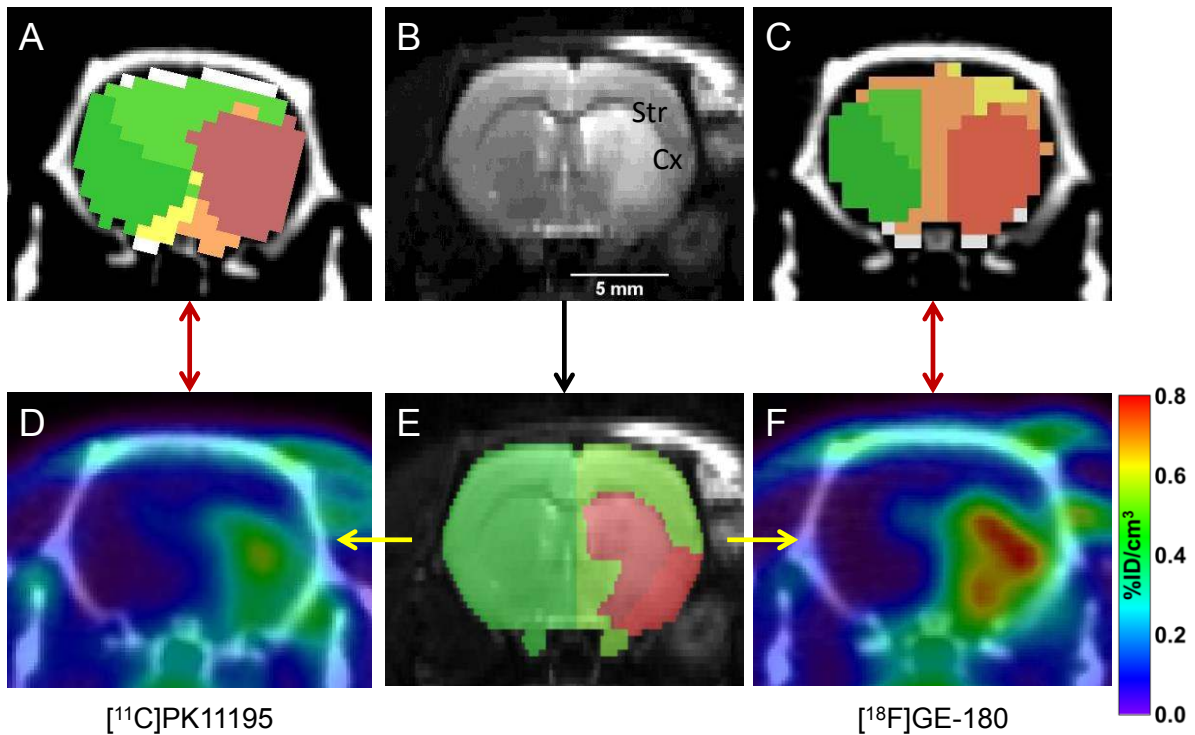 A
B
C
Str
Cx
5 mm
D
E
F
0.8
0.6
0.4
0.2
0.0
%ID/cm³
[¹¹C]PK11195
[¹⁸F]GE-180